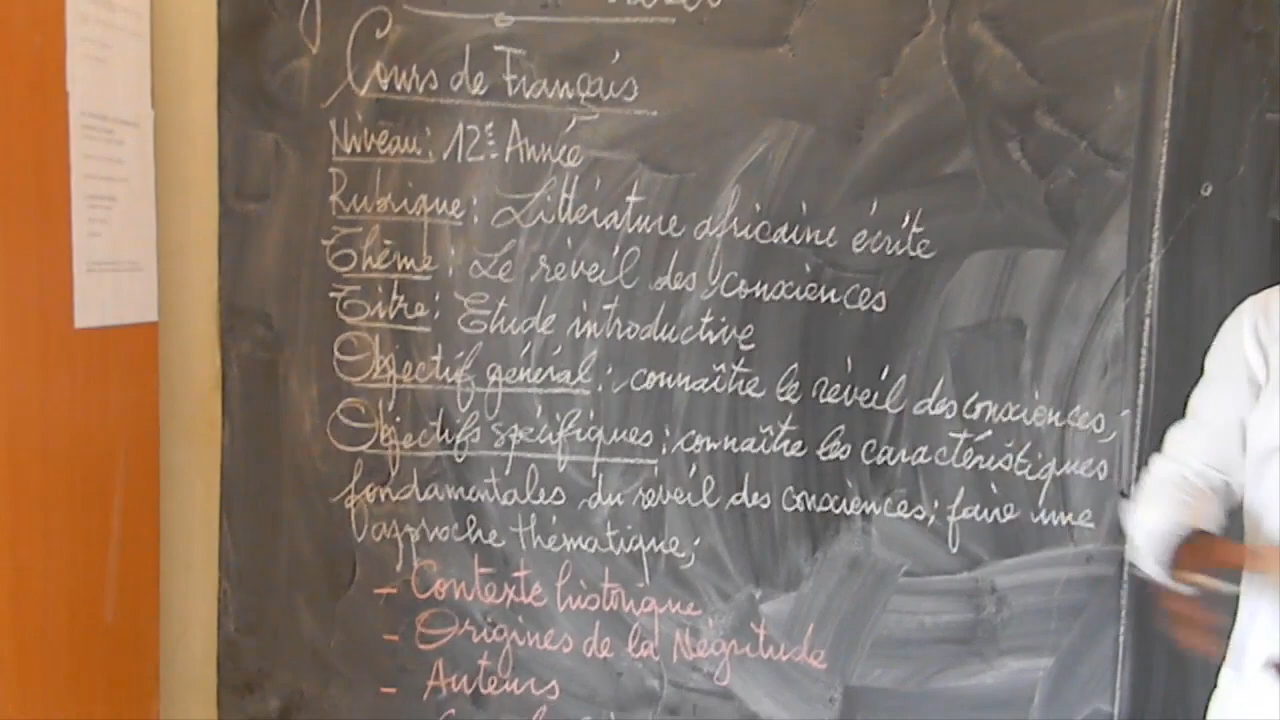 Cours de Français
Niveau : 12e Année
Rubrique : Littérature africaine écrite
Thème : Le réveil des consciences
Titre : Etude introductive
Objectif général : connaître le réveil des consciences ;
Objectifs spécifiques : connaître les caractéristiques
fondamentales du réveil des consciences ; faire une
approche thématique ;
- Contexte historique
- Origines de la Négritude
- Auteurs